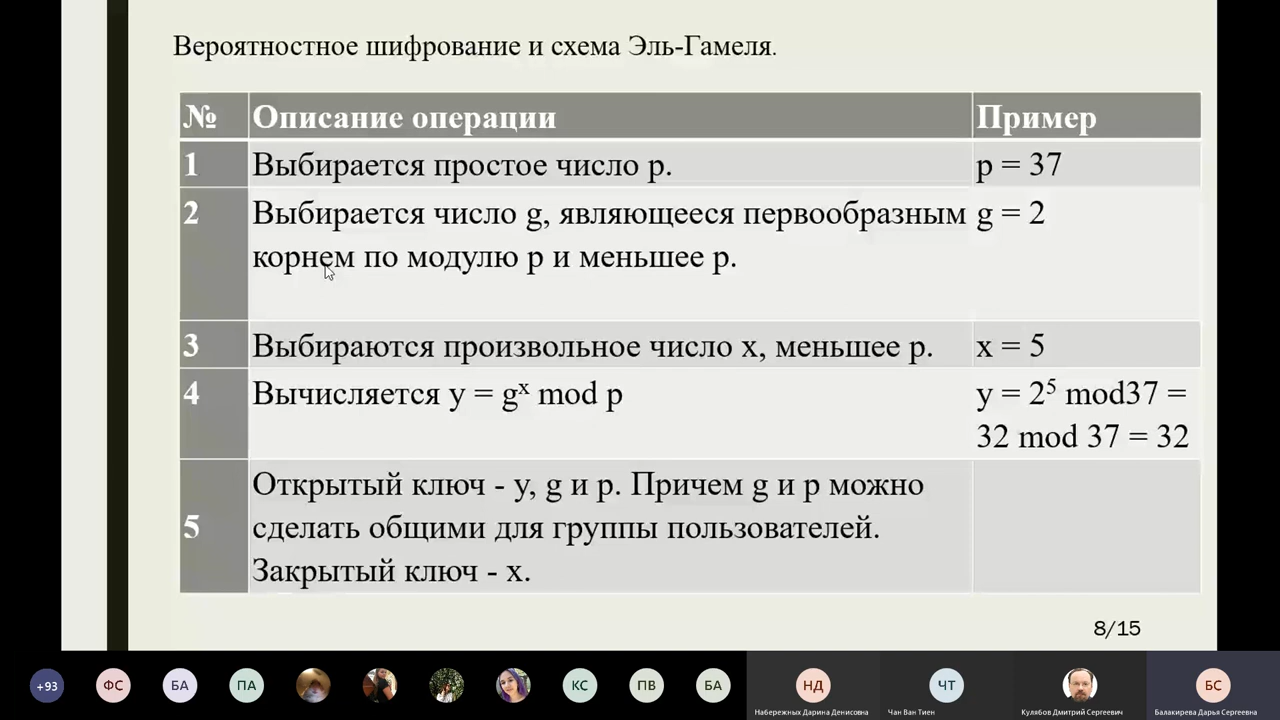 Вероятностное шифрование и схема Эль-Гамеля.
№ Описание операции Пример
1 Выбирается простое число p. p = 37
2 Выбирается число g, являющееся первообразным g = 2
корнем по модулю p и меньшее p.
3 Выбираются произвольное число x, меньшее p. x = 5
4 Вычисляется y = gˣ mod p y = 2⁵ mod37 =
32 mod 37 = 32
Открытый ключ - y, g и p. Причем g и p можно
5 сделать общими для группы пользователей.
Закрытый ключ - x.
8/15
+93 ФС БА ПА КС ПВ БА НД ЧТ БС
Набережных Дарина Денисовна Чан Ван Тиен Кулябов Дмитрий Сергеевич Балакирева Дарья Сергеевна